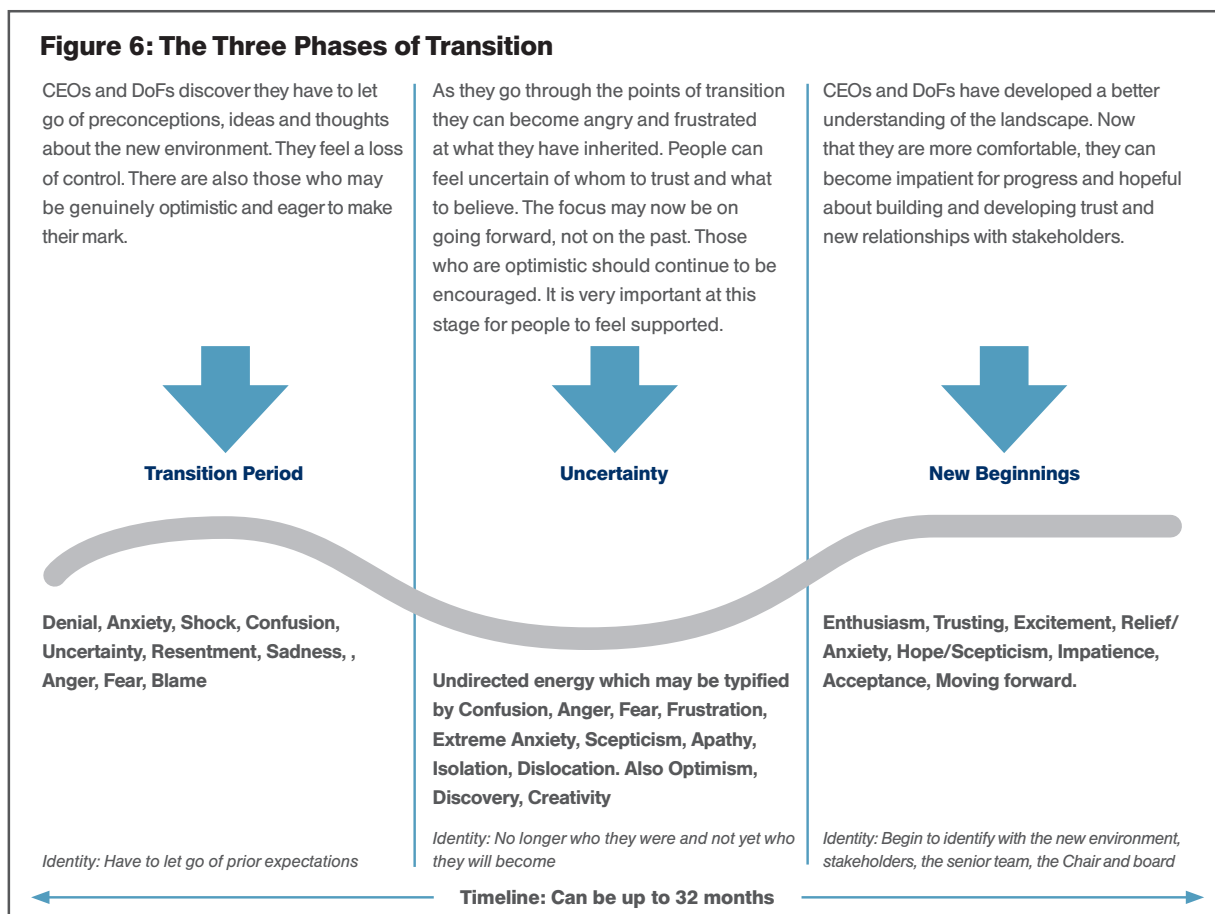 Figure 6: The Three Phases of Transition
CEOs and DoFs discover they have to let
go of preconceptions, ideas and thoughts
about the new environment. They feel a loss
of control. There are also those who may
be genuinely optimistic and eager to make
their mark.
As they go through the points of transition
they can become angry and frustrated
at what they have inherited. People can
feel uncertain of whom to trust and what
to believe. The focus may now be on
going forward, not on the past. Those
who are optimistic should continue to be
encouraged. It is very important at this
stage for people to feel supported.
CEOs and DoFs have developed a better
understanding of the landscape. Now
that they are more comfortable, they can
become impatient for progress and hopeful
about building and developing trust and
new relationships with stakeholders.
Transition Period
Uncertainty
New Beginnings
Denial, Anxiety, Shock, Confusion,
Uncertainty, Resentment, Sadness, ,
Anger, Fear, Blame
Undirected energy which may be typified
by Confusion, Anger, Fear, Frustration,
Extreme Anxiety, Scepticism, Apathy,
Isolation, Dislocation. Also Optimism,
Discovery, Creativity
Enthusiasm, Trusting, Excitement, Relief/
Anxiety, Hope/Scepticism, Impatience,
Acceptance, Moving forward.
Identity: Have to let go of prior expectations
Identity: No longer who they were and not yet who
they will become
Identity: Begin to identify with the new environment,
stakeholders, the senior team, the Chair and board
Timeline: Can be up to 32 months